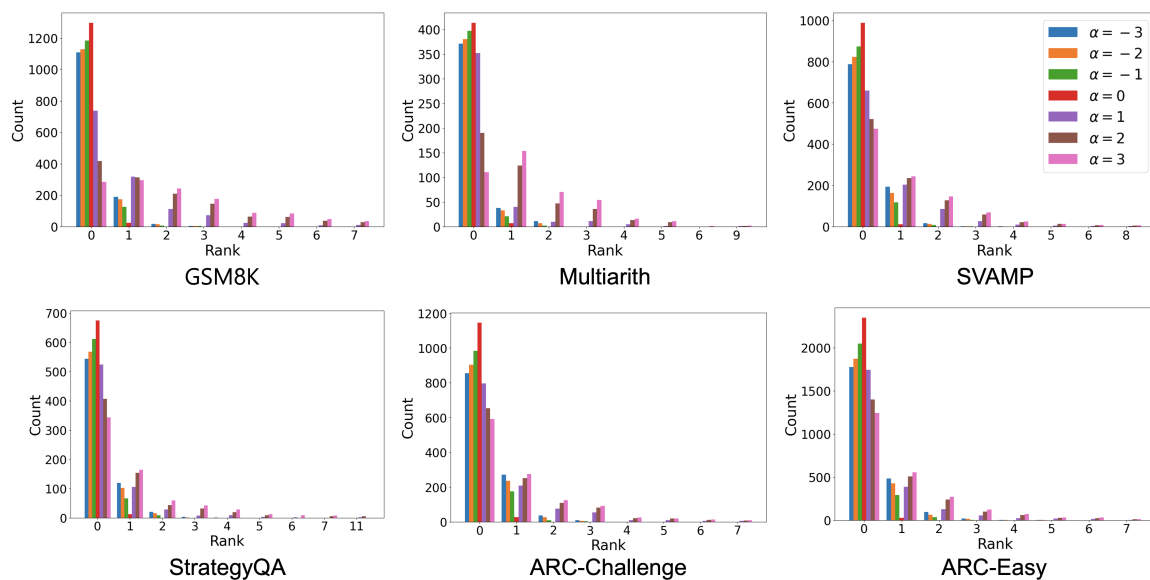 1200
1000
800
600
400
200
0
Count
0 1 2 3 4 5 6 7
Rank
GSM8K
400
350
300
250
200
150
100
50
0
Count
0 1 2 3 4 5 6 9
Rank
Multiarith
1000
800
600
400
200
0
Count
0 1 2 3 4 5 6 8
Rank
SVAMP
α = −3
α = −2
α = −1
α = 0
α = 1
α = 2
α = 3
700
600
500
400
300
200
100
0
Count
0 1 2 3 4 5 6 7 11
Rank
StrategyQA
1200
1000
800
600
400
200
0
Count
0 1 2 3 4 5 6 7
Rank
ARC-Challenge
2000
1500
1000
500
0
Count
0 1 2 3 4 5 6 7
Rank
ARC-Easy